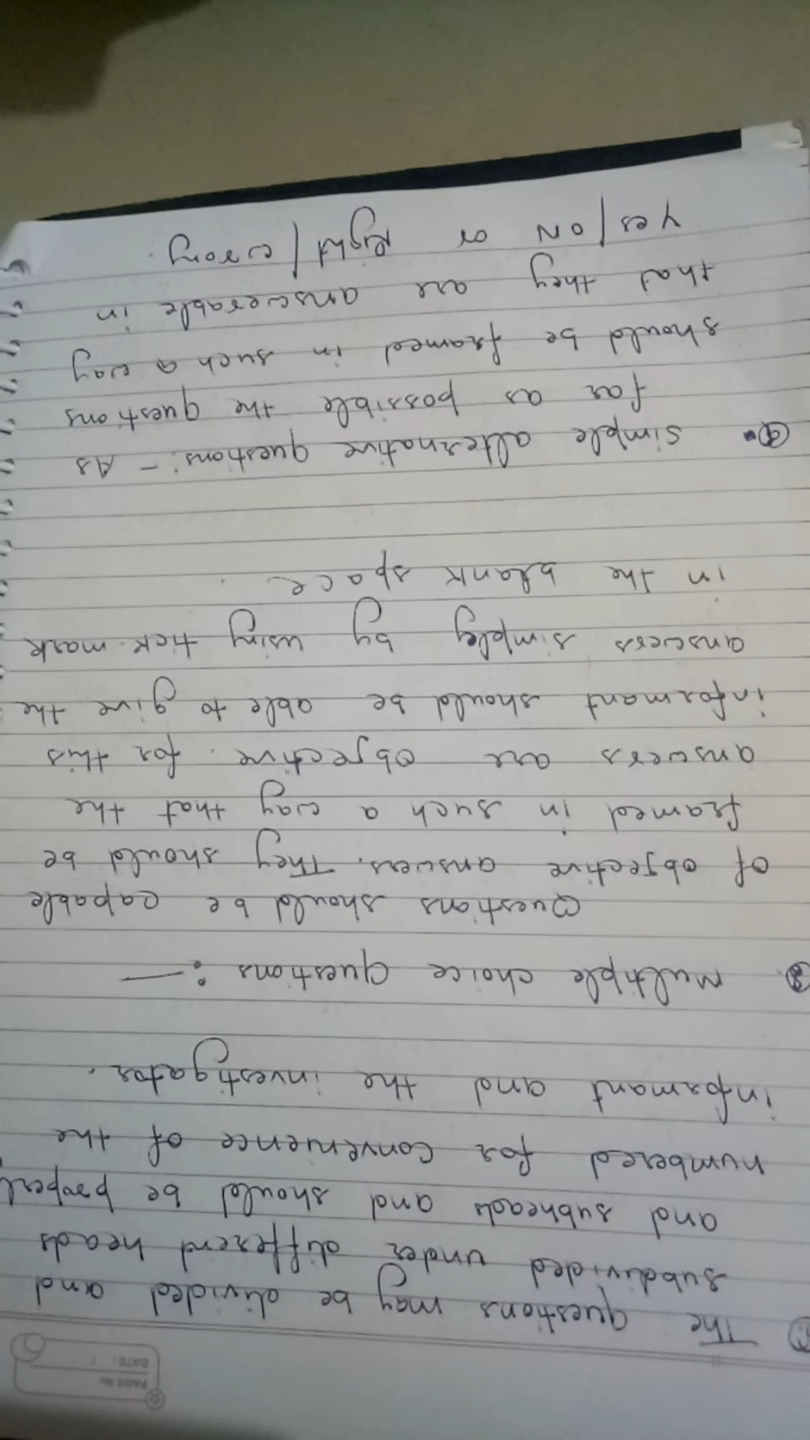 PAGE No
DATE: / /
① The questions may be divided and
subdivided under different heads
and subheads and should be properl
numbered for convenience of the
informant and the investigator.
② Multiple choice questions :—
Questions should be capable
of objective answers. They should be
framed in such a way that the
answers are objective. for this
informant should be able to give the
answers simpley by using tick mark
in the blank space.
simple alternative questions:- As
far as possible the questions
should be framed in such a way
that they are answerable in
Yes/ON or Right/wrong.